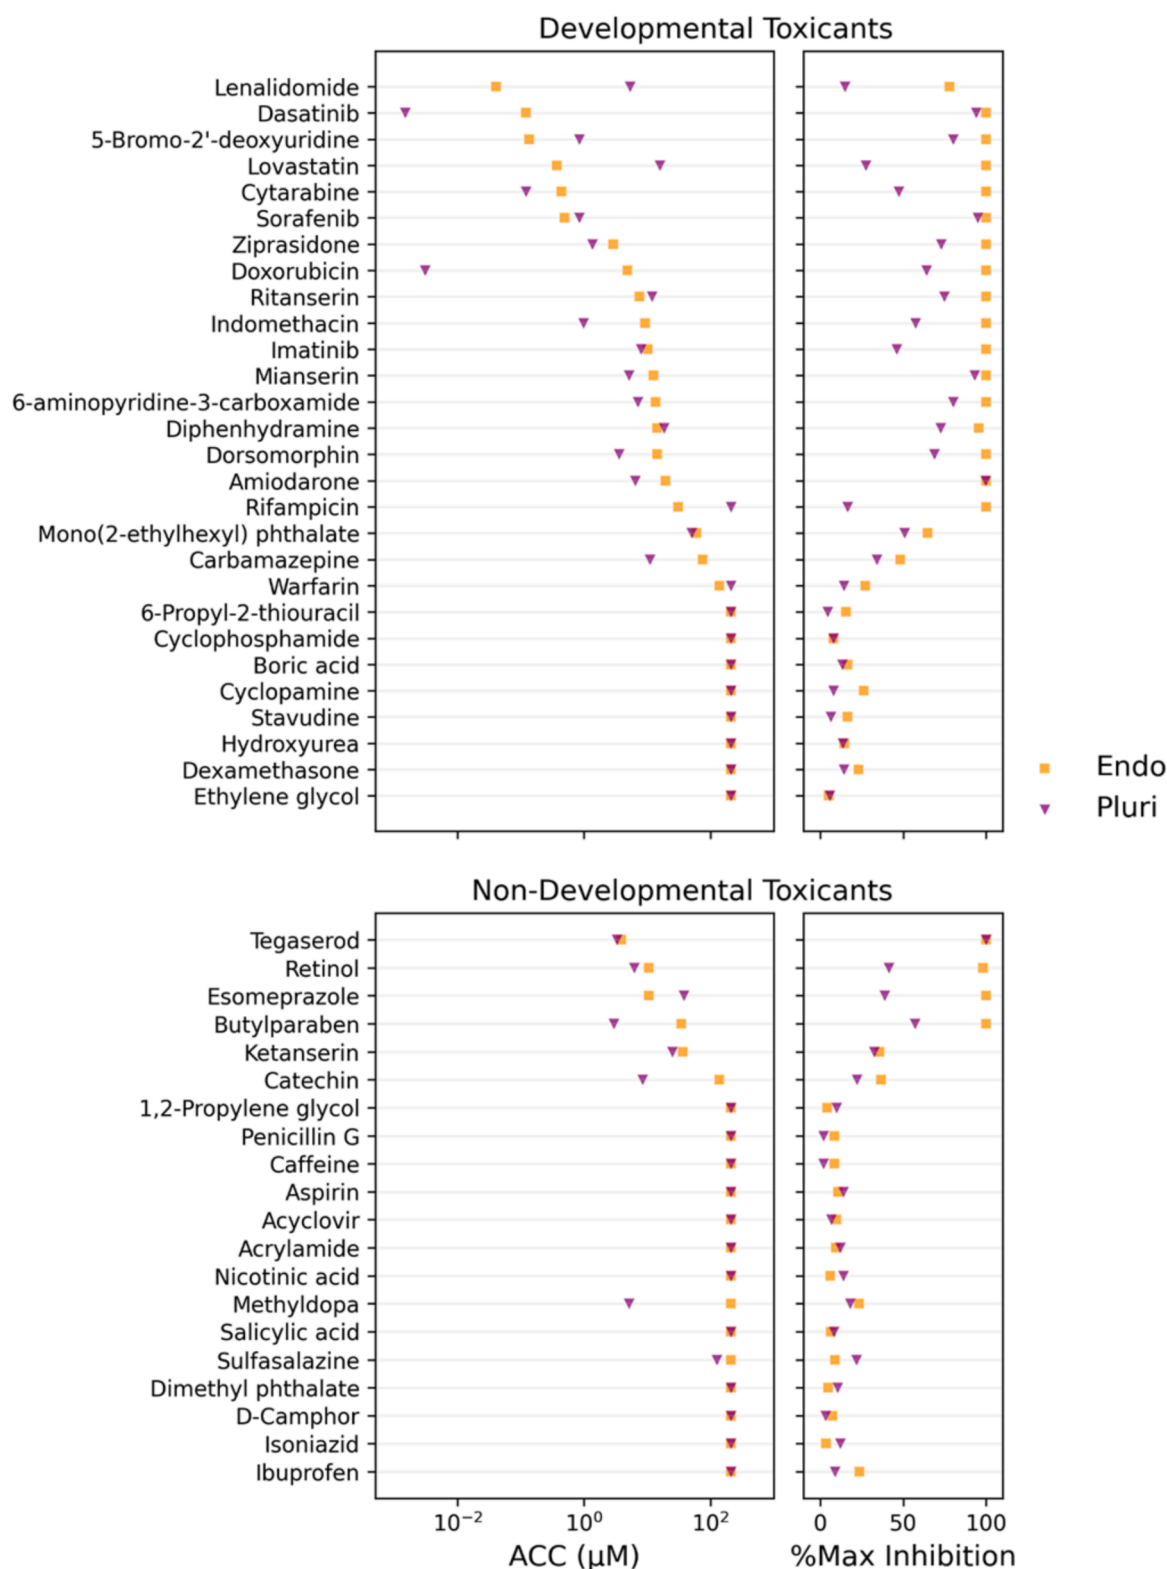 Developmental Toxicants
Lenalidomide
Dasatinib
5-Bromo-2'-deoxyuridine
Lovastatin
Cytarabine
Sorafenib
Ziprasidone
Doxorubicin
Ritanserin
Indomethacin
Imatinib
Mianserin
6-aminopyridine-3-carboxamide
Diphenhydramine
Dorsomorphin
Amiodarone
Rifampicin
Mono(2-ethylhexyl) phthalate
Carbamazepine
Warfarin
6-Propyl-2-thiouracil
Cyclophosphamide
Boric acid
Cyclopamine
Stavudine
Hydroxyurea
Dexamethasone
Ethylene glycol
Endo
Pluri
Non-Developmental Toxicants
Tegaserod
Retinol
Esomeprazole
Butylparaben
Ketanserin
Catechin
1,2-Propylene glycol
Penicillin G
Caffeine
Aspirin
Acyclovir
Acrylamide
Nicotinic acid
Methyldopa
Salicylic acid
Sulfasalazine
Dimethyl phthalate
D-Camphor
Isoniazid
Ibuprofen
10⁻² 10⁰ 10² 0 50 100
ACC (μM) %Max Inhibition